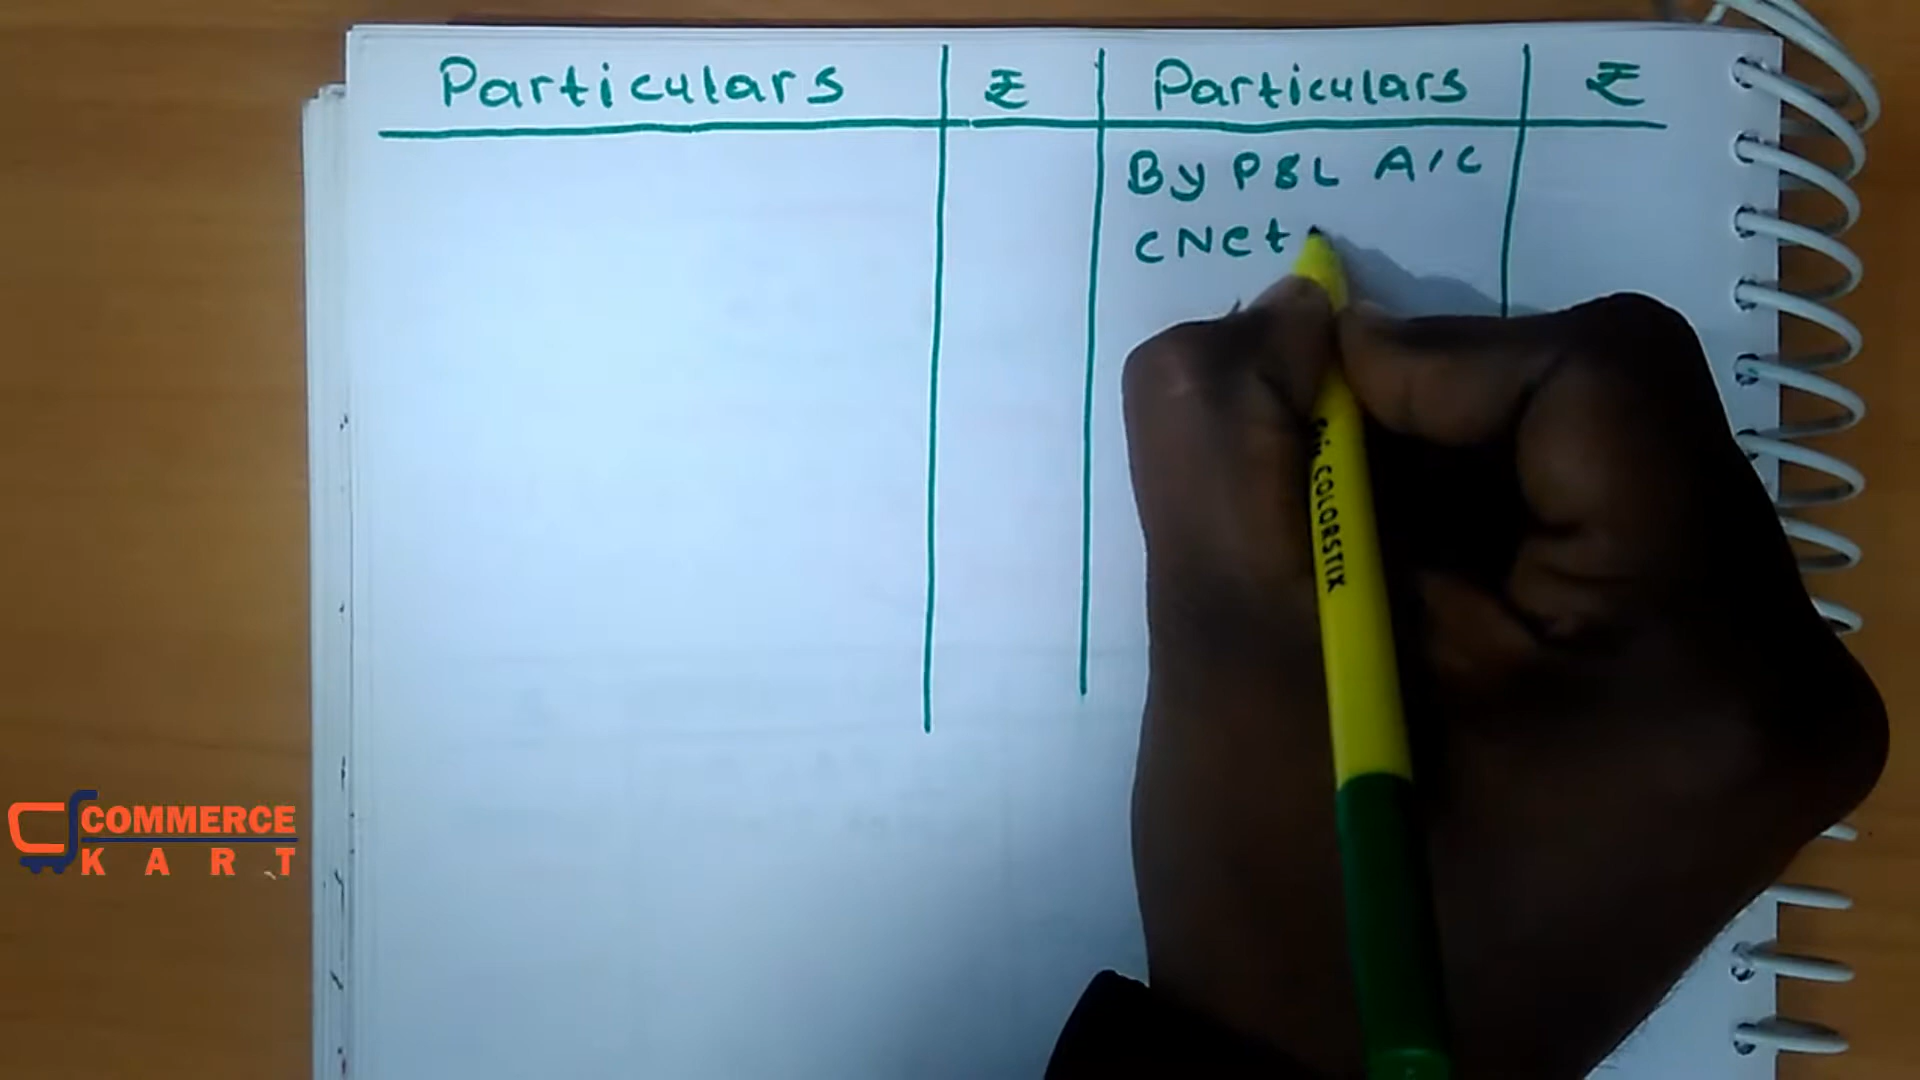 Particulars ₹ Particulars ₹
By P&L A/C
(Net
COLORSTIX
COMMERCE
KART